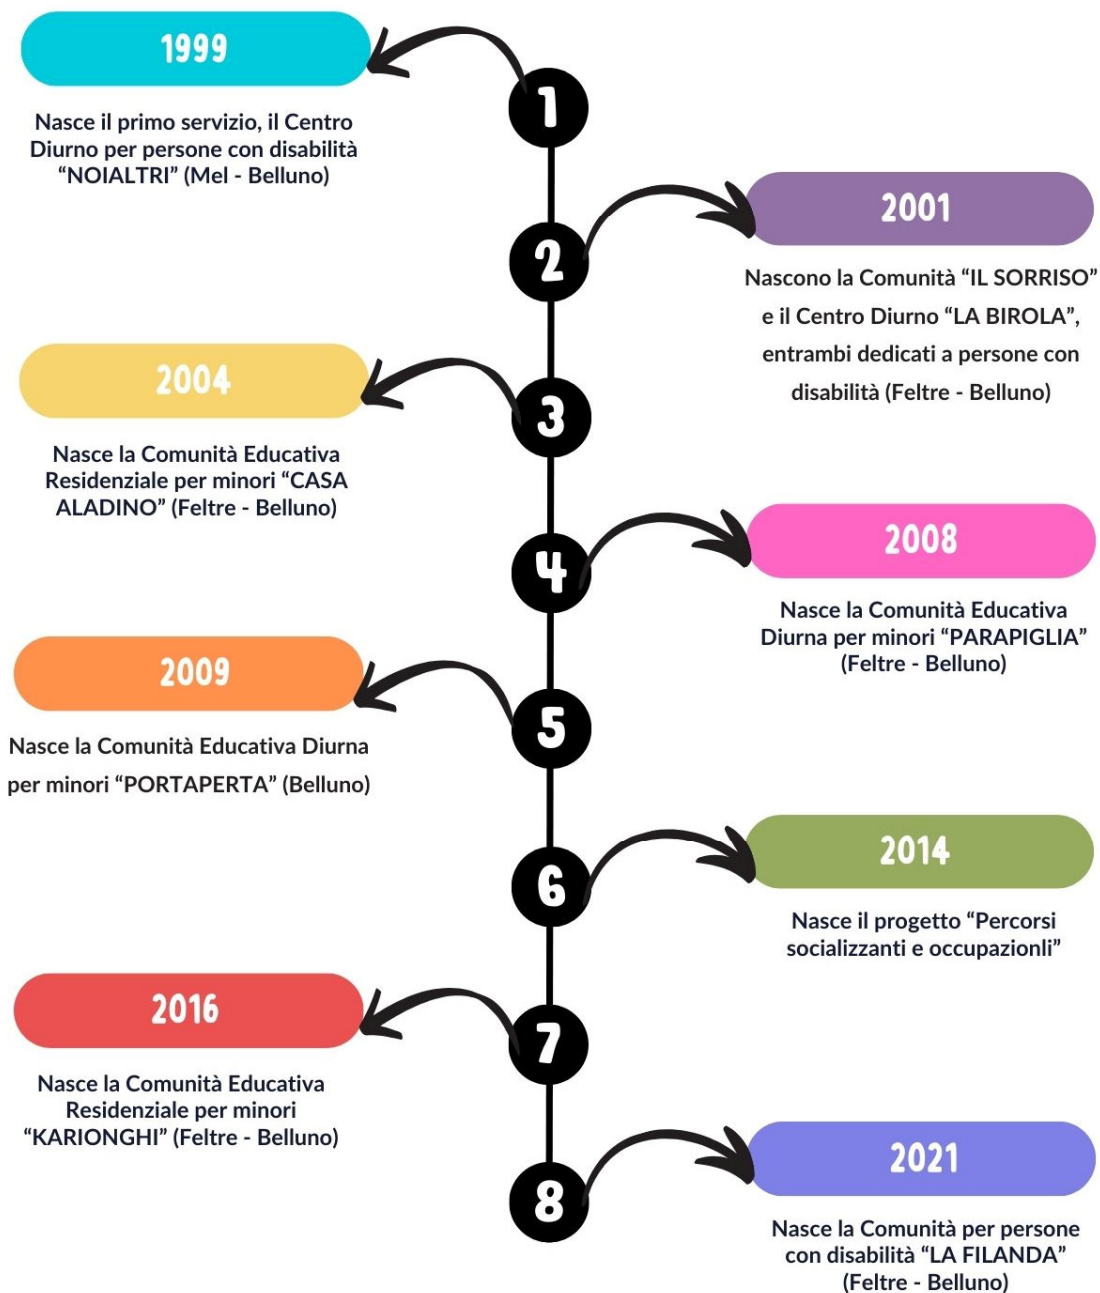 1999
1
Nasce il primo servizio, il Centro
Diurno per persone con disabilità
“NOIALTRI” (Mel - Belluno)
2001
2
Nascono la Comunità “IL SORRISO”
e il Centro Diurno “LA BIROLA”,
entrambi dedicati a persone con
disabilità (Feltre - Belluno)
2004
3
Nasce la Comunità Educativa
Residenziale per minori “CASA
ALADINO” (Feltre - Belluno)
2008
4
Nasce la Comunità Educativa
Diurna per minori “PARAPIGLIA”
(Feltre - Belluno)
2009
5
Nasce la Comunità Educativa Diurna
per minori “PORTAPERTA” (Belluno)
2014
6
Nasce il progetto “Percorsi
socializzanti e occupazionli”
2016
7
Nasce la Comunità Educativa
Residenziale per minori
“KARIONGHI” (Feltre - Belluno)
2021
8
Nasce la Comunità per persone
con disabilità “LA FILANDA”
(Feltre - Belluno)